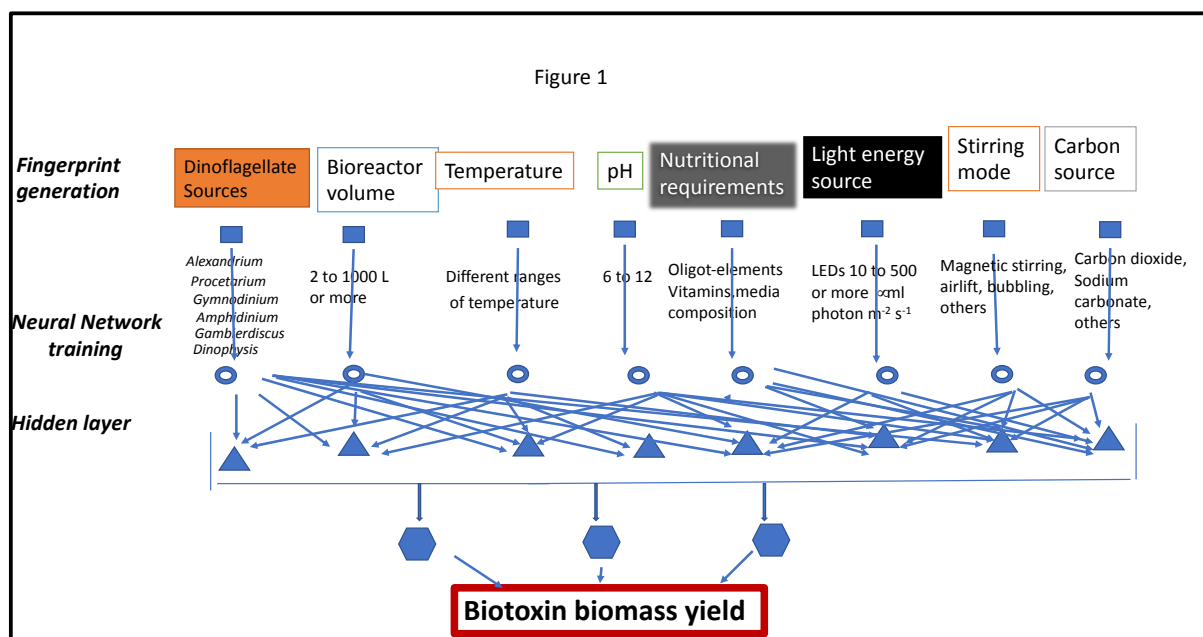 Figure 1
Fingerprint
generation
Dinoflagellate
Sources
Bioreactor
volume
Temperature
pH
Nutritional
requirements
Light energy
source
Stirring
mode
Carbon
source
Alexandrium
Procetarium
Gymnodinium
Amphidinium
Gambierdiscus
Dinophysis
2 to 1000 L
or more
Different ranges
of temperature
6 to 12
Oligot-elements
Vitamins,media
composition
LEDs 10 to 500
or more ∝ml
photon m⁻² s⁻¹
Magnetic stirring,
airlift, bubbling,
others
Carbon dioxide,
Sodium
carbonate,
others
Neural Network
training
Hidden layer
Biotoxin biomass yield